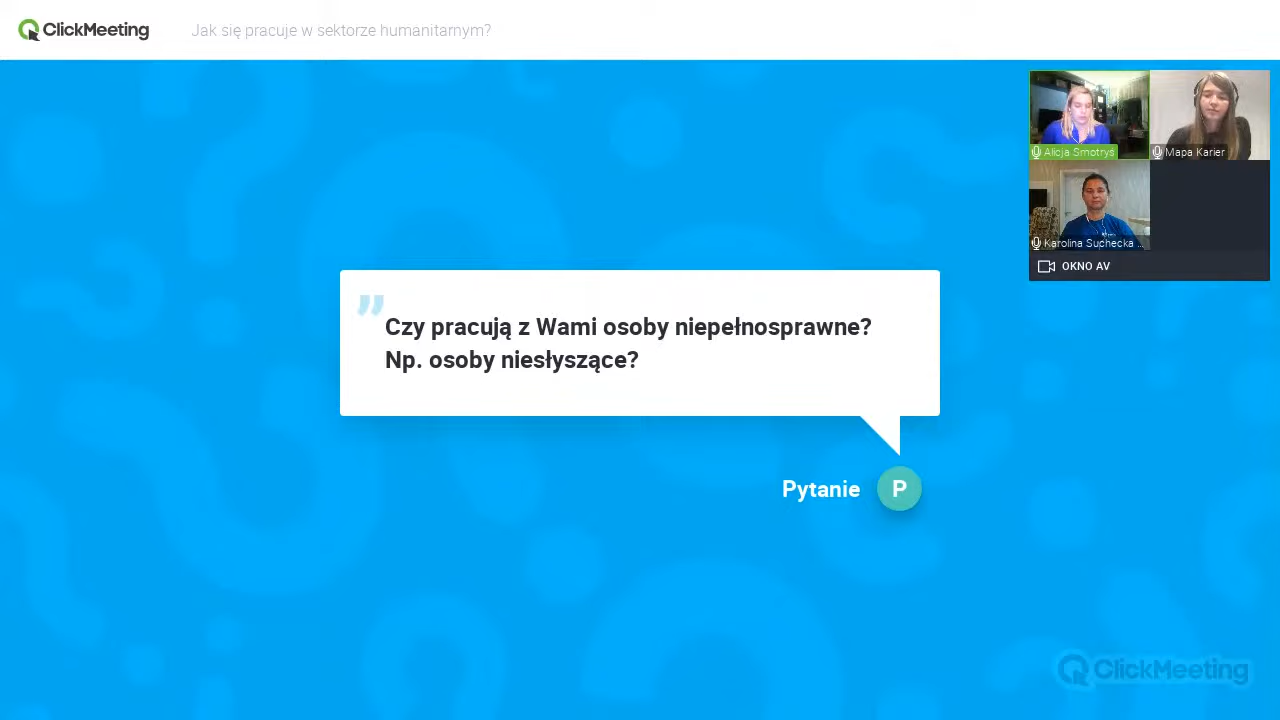 ClickMeeting
Jak się pracuje w sektorze humanitarnym?
Alicja Smotryś
Mapa Karier
Karolina Suchecka ...
OKNO AV
”
Czy pracują z Wami osoby niepełnosprawne?
Np. osoby niesłyszące?
Pytanie
P
ClickMeeting